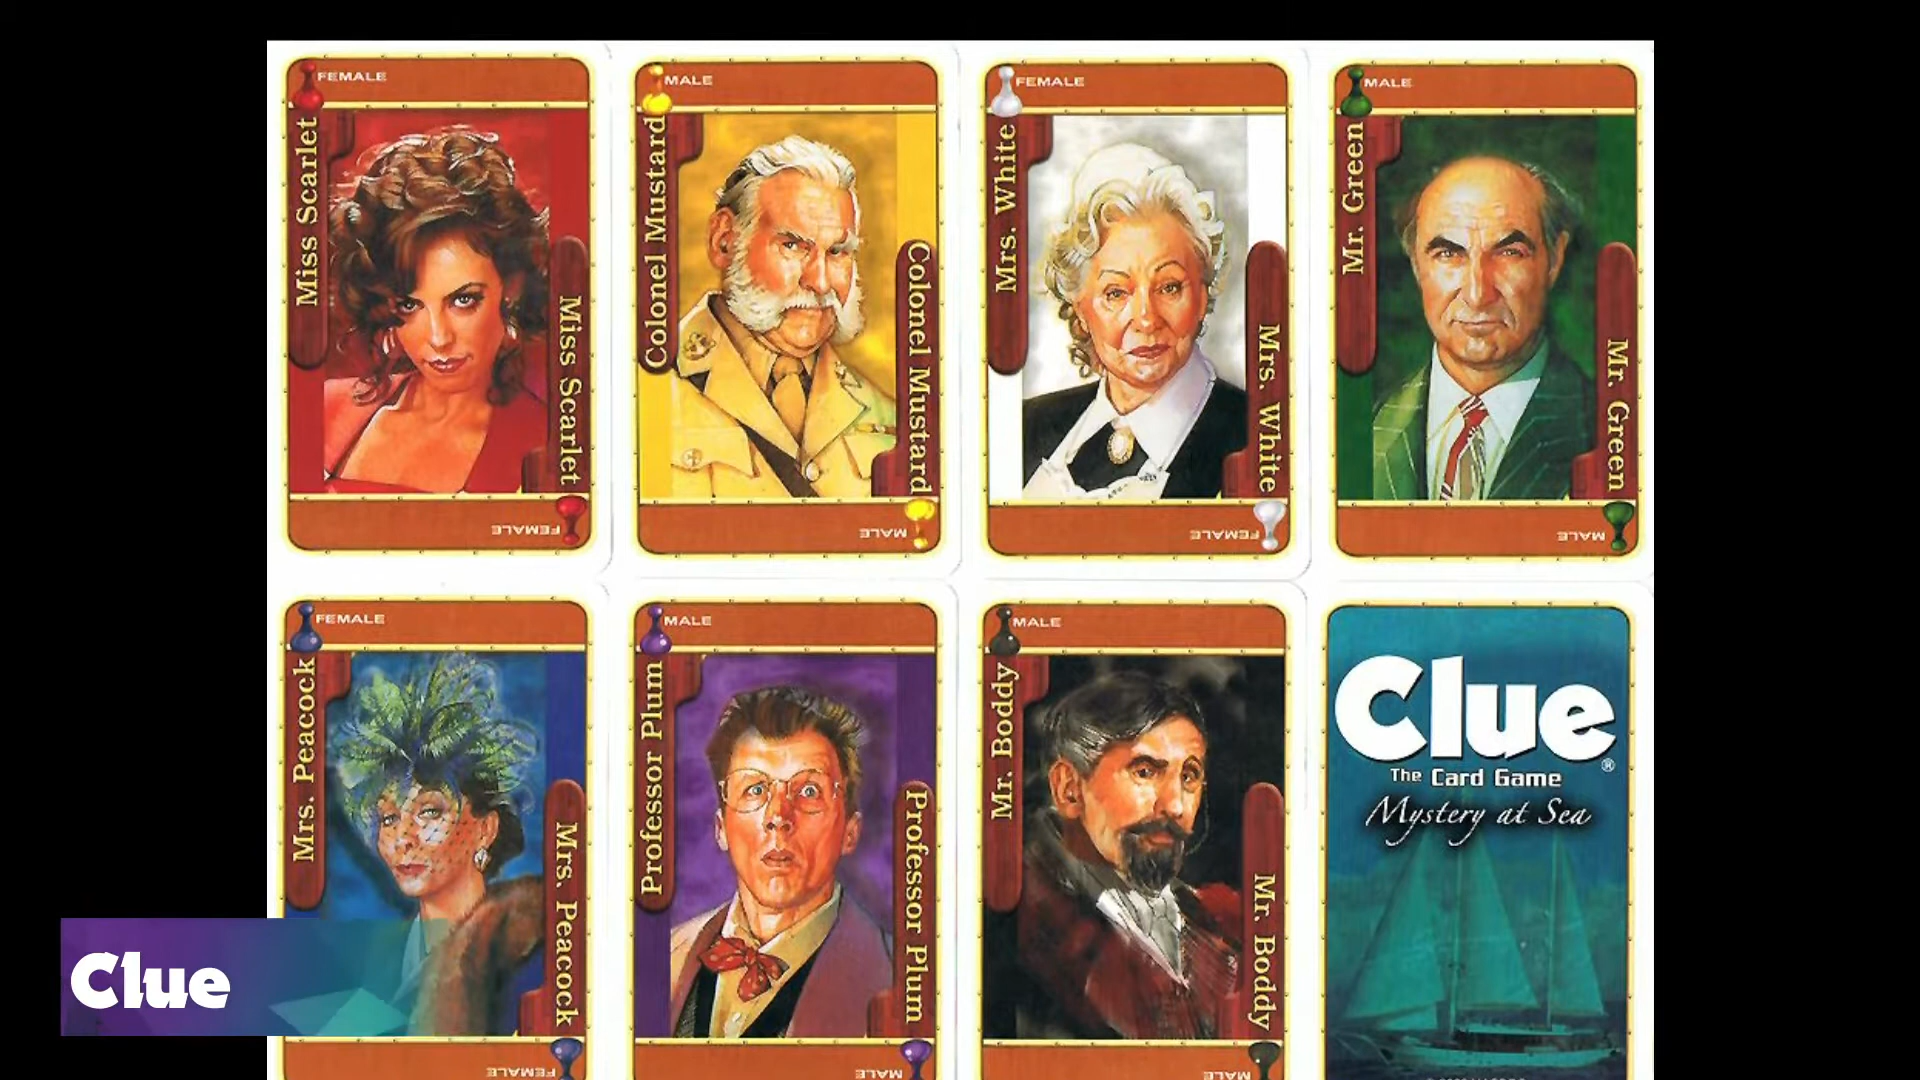 FEMALE
Miss Scarlet
Miss Scarlet
FEMALE
MALE
Colonel Mustard
Colonel Mustard
MALE
FEMALE
Mrs. White
Mrs. White
FEMALE
MALE
Mr. Green
Mr. Green
MALE
FEMALE
Mrs. Peacock
Mrs. Peacock
FEMALE
MALE
Professor Plum
Professor Plum
MALE
MALE
Mr. Boddy
Mr. Boddy
MALE
Clue®
The Card Game
Mystery at Sea
Clue